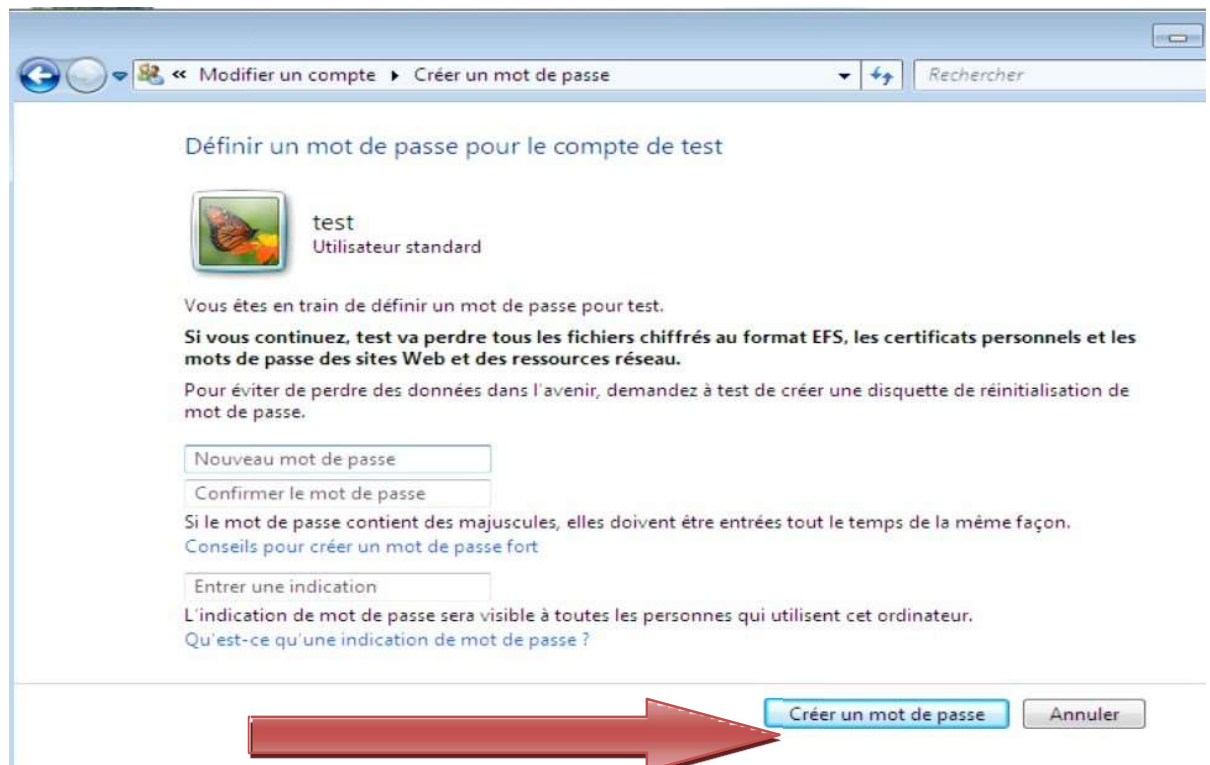 « Modifier un compte ▸ Créer un mot de passe
Rechercher
Définir un mot de passe pour le compte de test
test
Utilisateur standard
Vous êtes en train de définir un mot de passe pour test.
Si vous continuez, test va perdre tous les fichiers chiffrés au format EFS, les certificats personnels et les
mots de passe des sites Web et des ressources réseau.
Pour éviter de perdre des données dans l'avenir, demandez à test de créer une disquette de réinitialisation de
mot de passe.
Nouveau mot de passe
Confirmer le mot de passe
Si le mot de passe contient des majuscules, elles doivent être entrées tout le temps de la même façon.
Conseils pour créer un mot de passe fort
Entrer une indication
L'indication de mot de passe sera visible à toutes les personnes qui utilisent cet ordinateur.
Qu'est-ce qu'une indication de mot de passe ?
Créer un mot de passe
Annuler